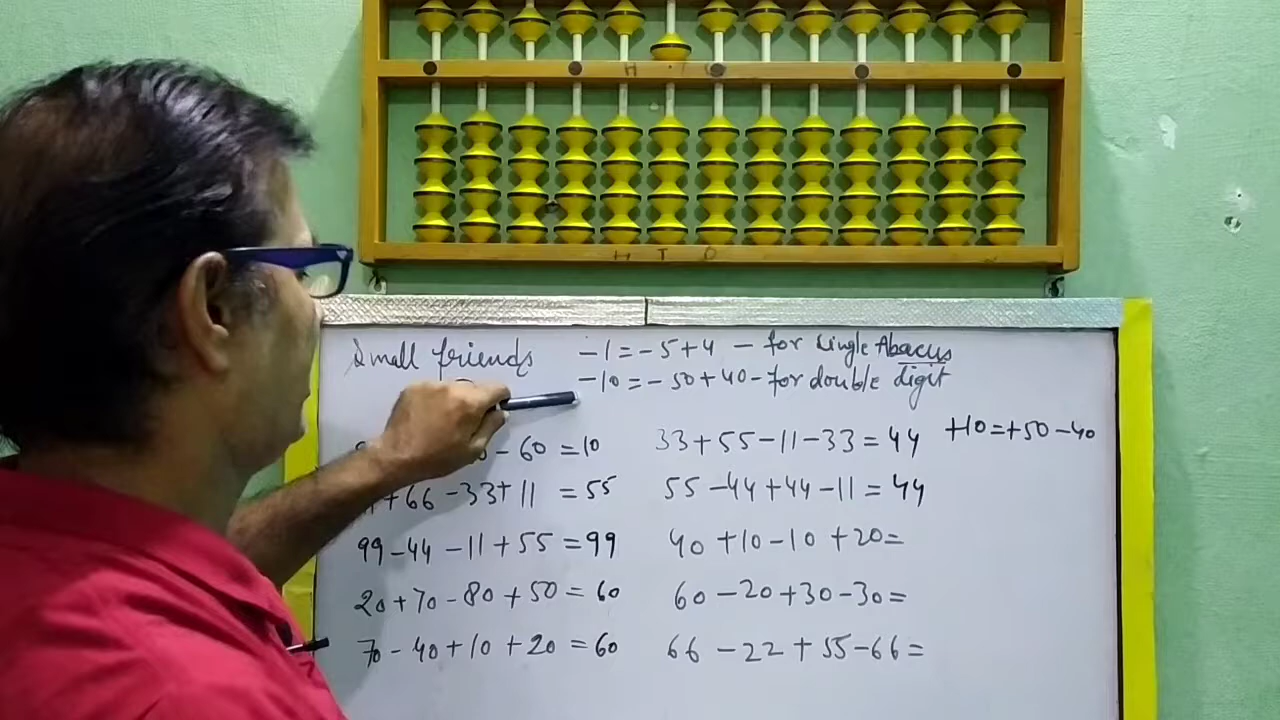 H T O
H T O
Small friends
-1 = -5 + 4 - for single Abacus
-10 = -50 + 40 - for double digit
+10 = +50 - 40
- 60 = 10
+ 66 - 33 + 11 = 55
99 - 44 - 11 + 55 = 99
20 + 70 - 80 + 50 = 60
70 - 40 + 10 + 20 = 60
33 + 55 - 11 - 33 = 44
55 - 44 + 44 - 11 = 44
40 + 10 - 10 + 20 =
60 - 20 + 30 - 30 =
66 - 22 + 55 - 66 =